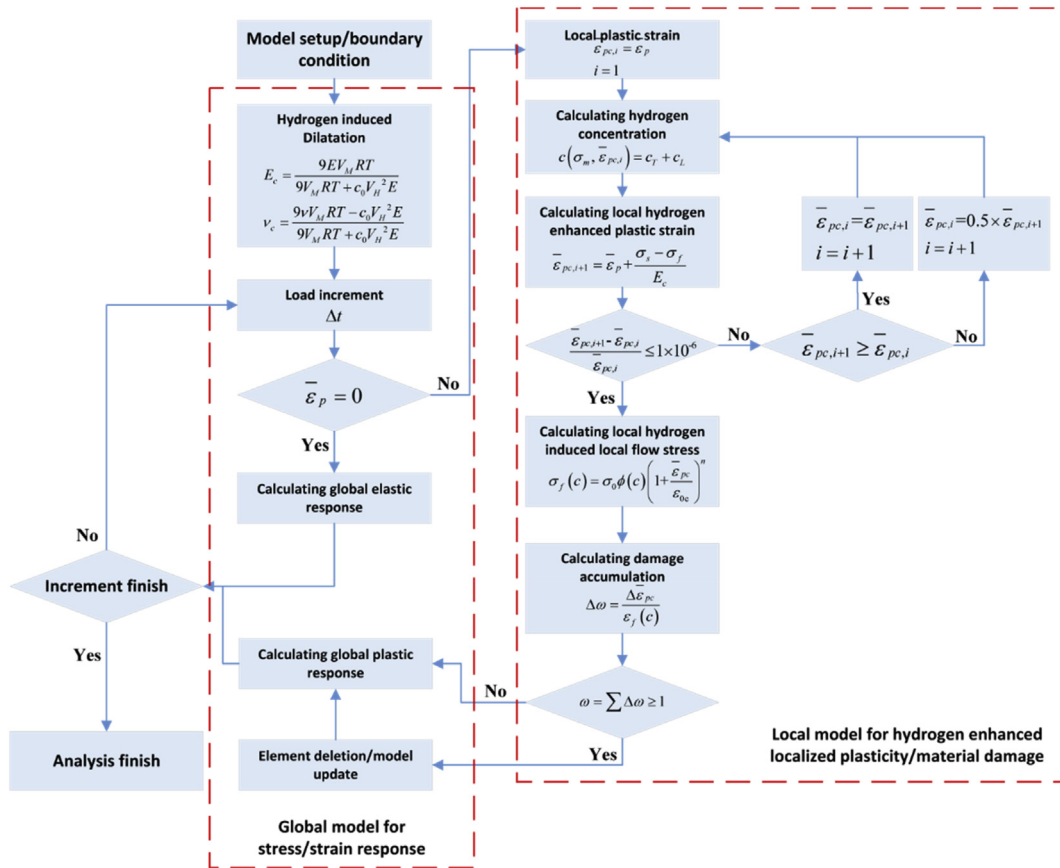 Model setup/boundary
condition
Hydrogen induced
Dilatation
E_c = 9EV_M RT / (9V_M RT + c_0 V_H^2 E)
ν_c = (9νV_M RT − c_0 V_H^2 E) / (9V_M RT + c_0 V_H^2 E)
Load increment
Δt
ε̄_p = 0
No
Yes
Calculating global elastic
response
No
Increment finish
Yes
Analysis finish
Calculating global plastic
response
Element deletion/model
update
Global model for
stress/strain response
Local plastic strain
ε̄_pc,i = ε̄_p
i = 1
Calculating hydrogen
concentration
c(σ_m, ε̄_pc,i) = c_T + c_L
Calculating local hydrogen
enhanced plastic strain
ε̄_pc,i+1 = ε̄_p + (σ_s − σ_f) / E_c
(ε̄_pc,i+1 - ε̄_pc,i) / ε̄_pc,i ≤ 1×10^-6
No
Yes
ε̄_pc,i+1 ≥ ε̄_pc,i
Yes
No
ε̄_pc,i = ε̄_pc,i+1
i = i + 1
ε̄_pc,i = 0.5 × ε̄_pc,i+1
i = i + 1
Calculating local hydrogen
induced local flow stress
σ_f(c) = σ_0 φ(c) (1 + ε̄_pc / ε_0e)^n
Calculating damage
accumulation
Δω = Δε̄_pc / ε_f(c)
ω = ∑Δω ≥ 1
No
Yes
Local model for hydrogen enhanced
localized plasticity/material damage